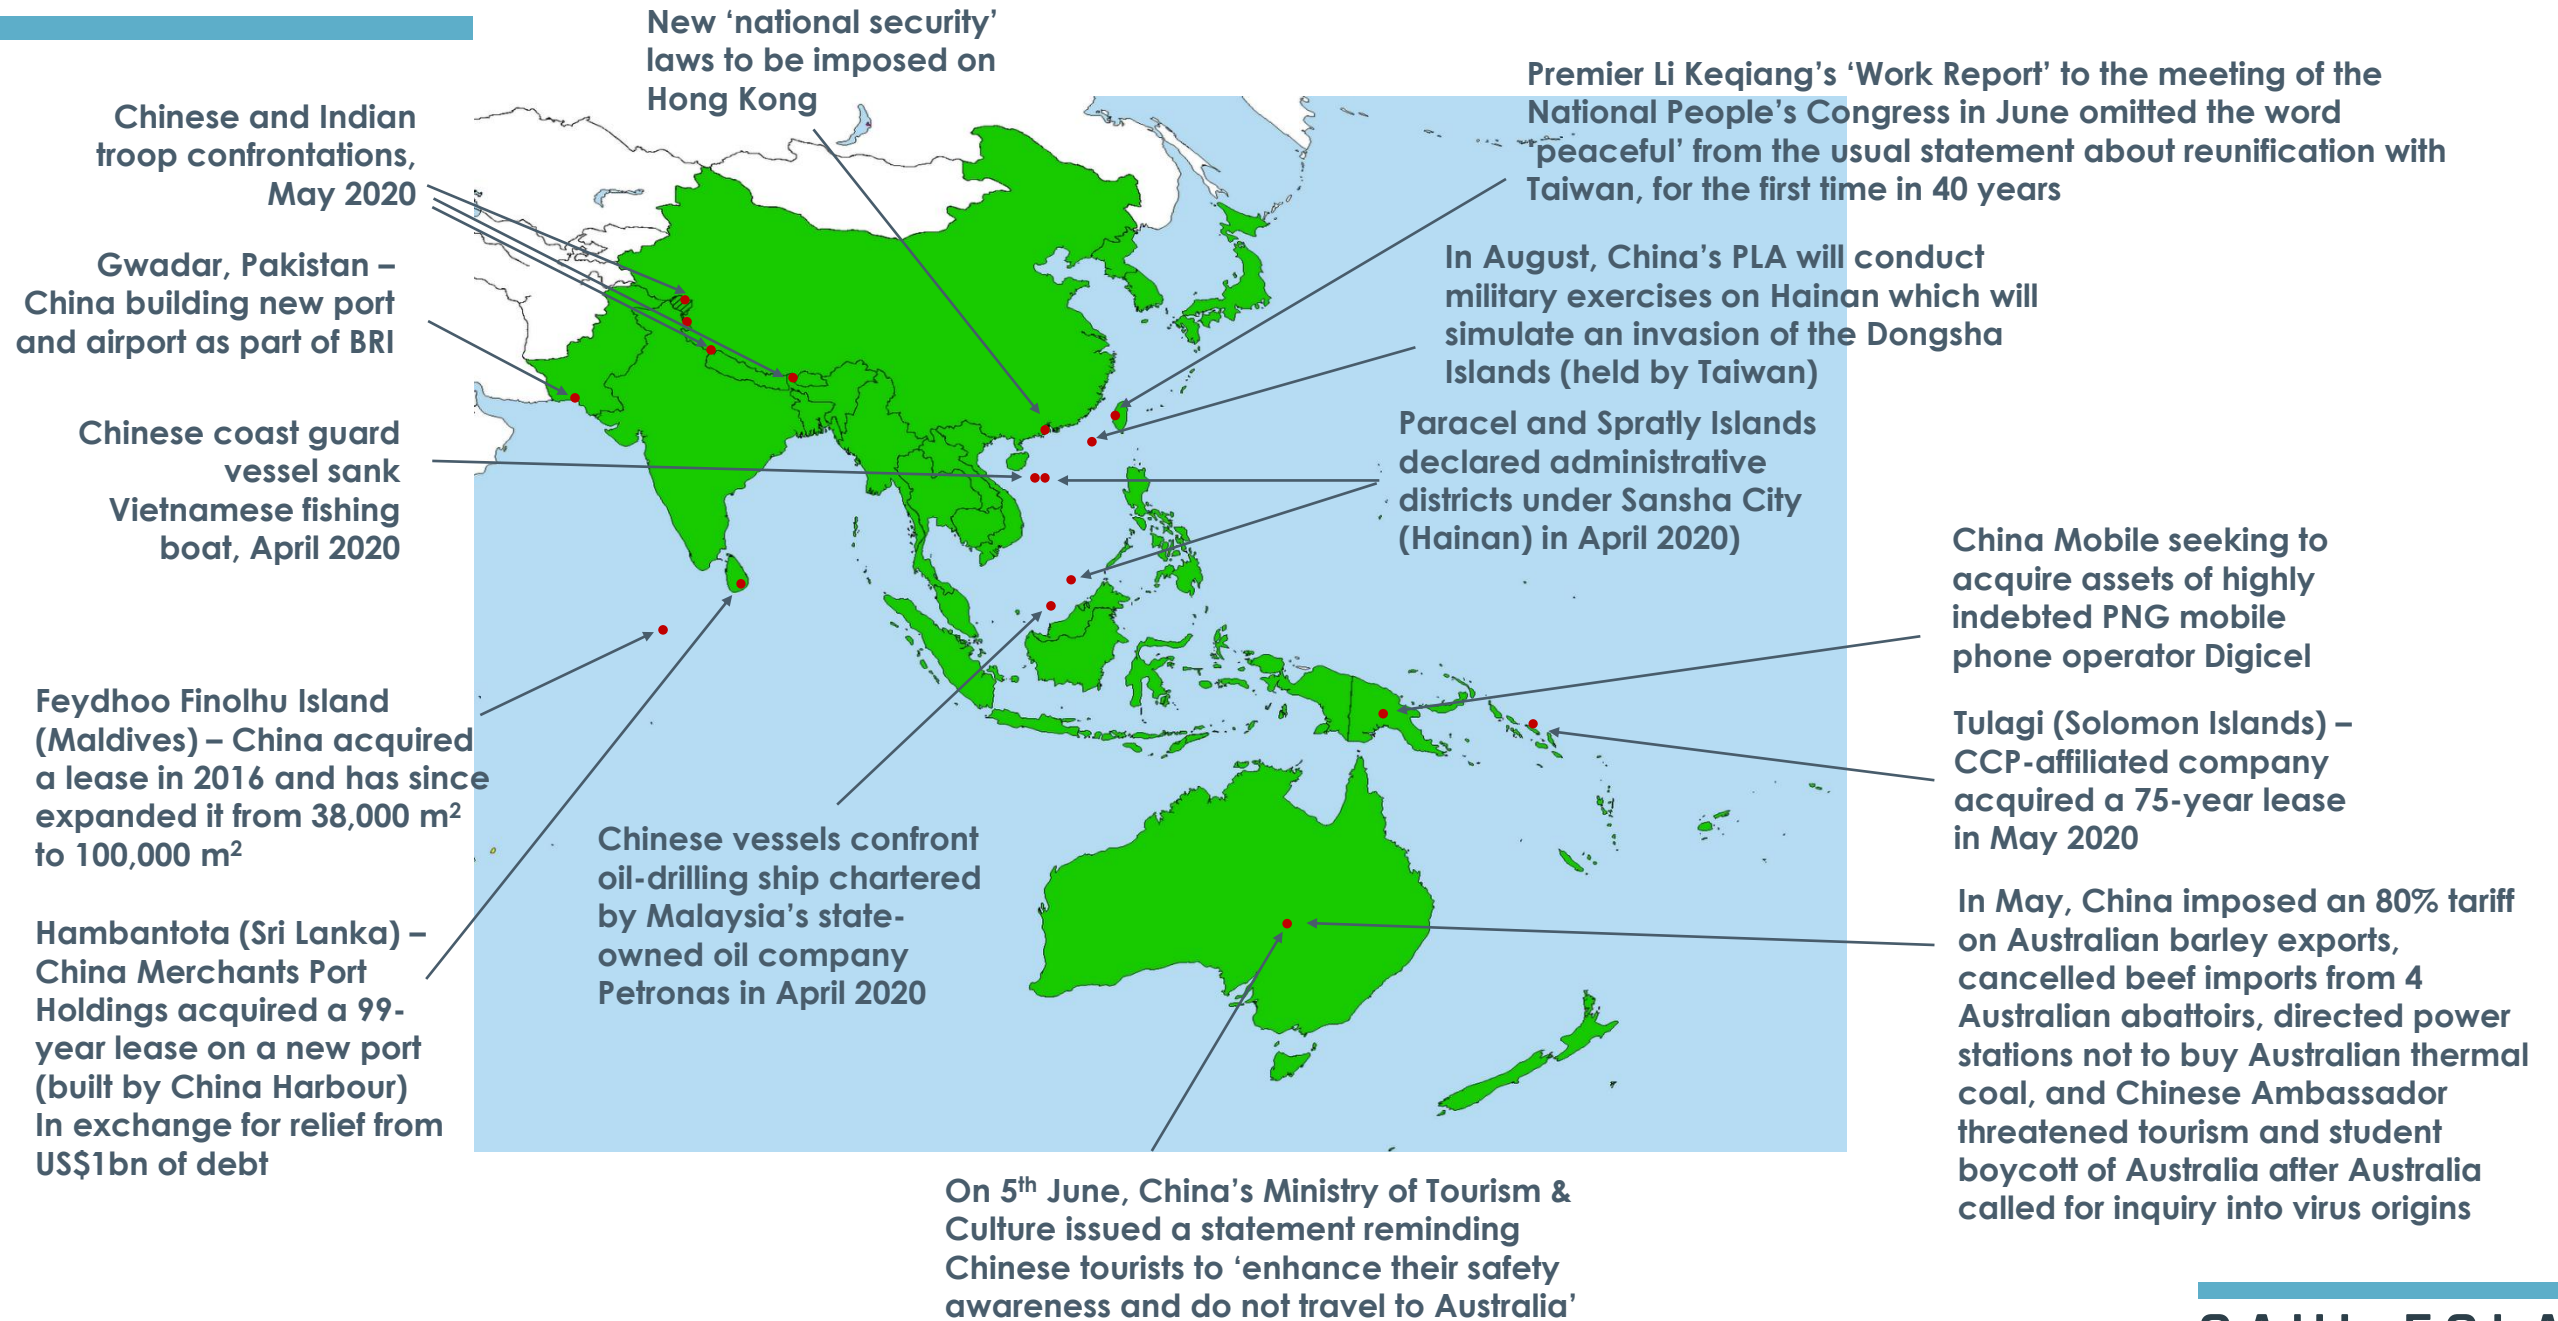 New ‘national security’
laws to be imposed on
Hong Kong
Chinese and Indian
troop confrontations,
May 2020
Gwadar, Pakistan –
China building new port
and airport as part of BRI
Chinese coast guard
vessel sank
Vietnamese fishing
boat, April 2020
Feydhoo Finolhu Island
(Maldives) – China acquired
a lease in 2016 and has since
expanded it from 38,000 m²
to 100,000 m²
Hambantota (Sri Lanka) –
China Merchants Port
Holdings acquired a 99-
year lease on a new port
(built by China Harbour)
In exchange for relief from
US$1bn of debt
Chinese vessels confront
oil-drilling ship chartered
by Malaysia’s state-
owned oil company
Petronas in April 2020
On 5th June, China’s Ministry of Tourism &
Culture issued a statement reminding
Chinese tourists to ‘enhance their safety
awareness and do not travel to Australia’
Premier Li Keqiang’s ‘Work Report’ to the meeting of the
National People’s Congress in June omitted the word
‘peaceful’ from the usual statement about reunification with
Taiwan, for the first time in 40 years
In August, China’s PLA will conduct
military exercises on Hainan which will
simulate an invasion of the Dongsha
Islands (held by Taiwan)
Paracel and Spratly Islands
declared administrative
districts under Sansha City
(Hainan) in April 2020)
China Mobile seeking to
acquire assets of highly
indebted PNG mobile
phone operator Digicel
Tulagi (Solomon Islands) –
CCP-affiliated company
acquired a 75-year lease
in May 2020
In May, China imposed an 80% tariff
on Australian barley exports,
cancelled beef imports from 4
Australian abattoirs, directed power
stations not to buy Australian thermal
coal, and Chinese Ambassador
threatened tourism and student
boycott of Australia after Australia
called for inquiry into virus origins